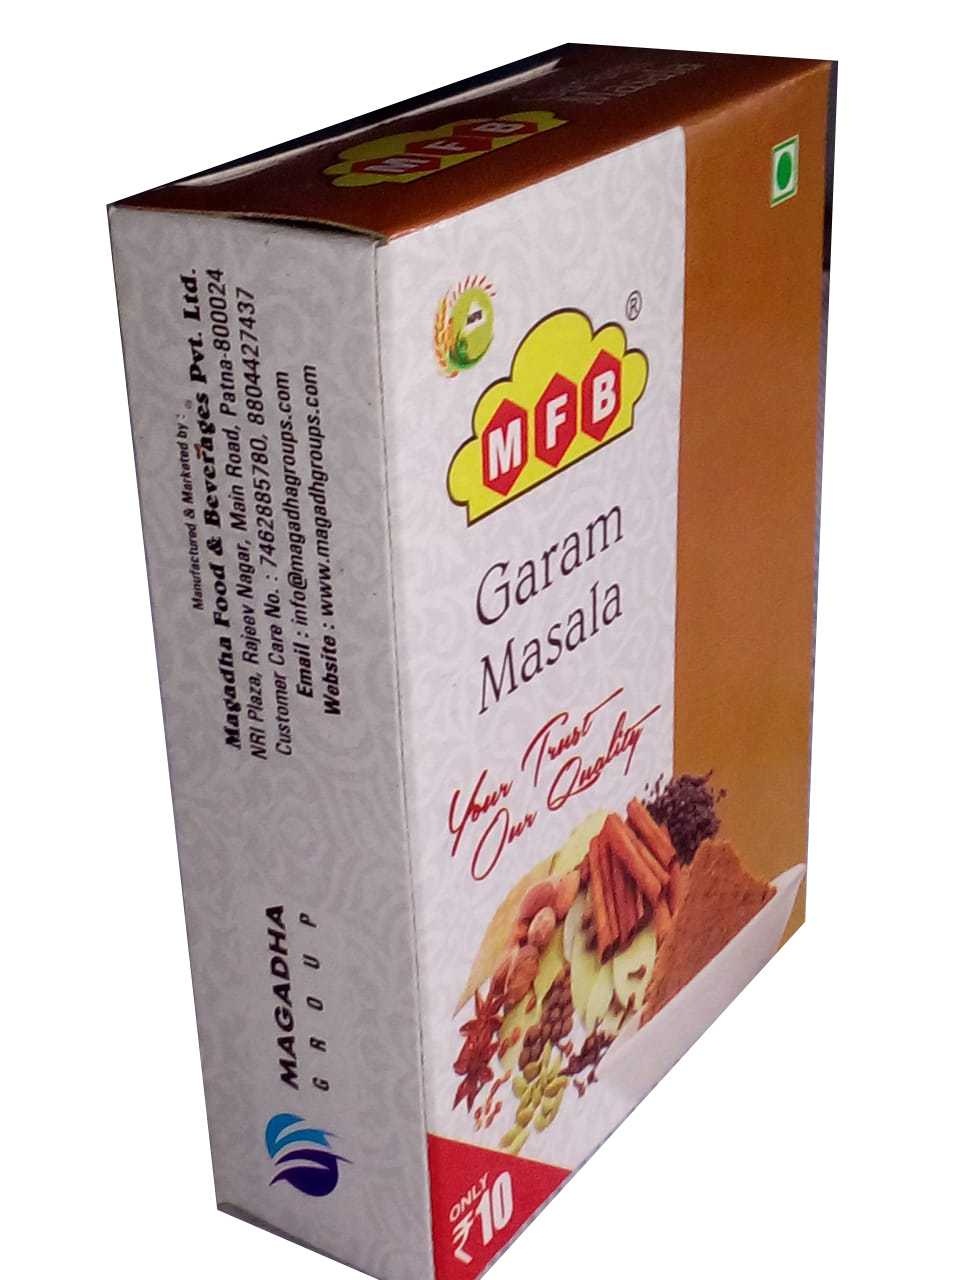 MFB
MFB
®
MFB
Garam
Masala
Your Trust
Our Quality
ONLY
₹10
Manufactured & Marketed by :
Magadha Food & Beverages Pvt. Ltd.
NRI Plaza, Rajeev Nagar, Main Road, Patna-800024
Customer Care No. : 7462885780, 8804427437
Email : info@magadhagroups.com
Website : www.magadhgroups.com
MAGADHA
GROUP